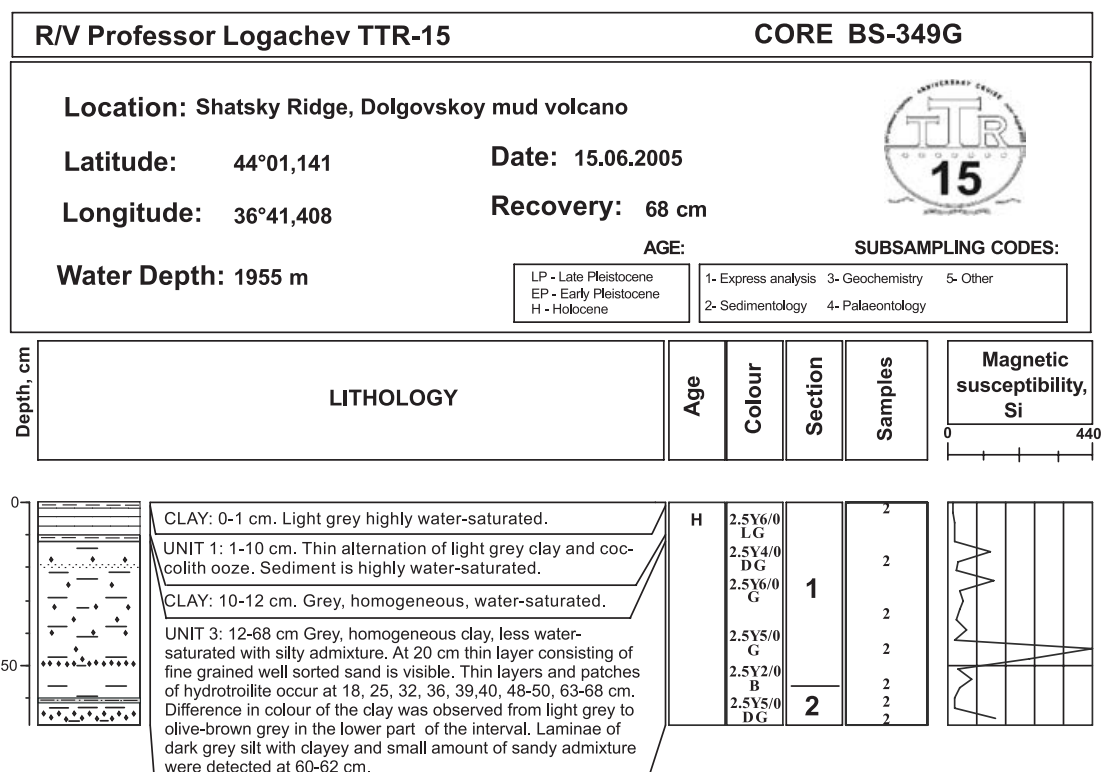 R/V Professor Logachev TTR-15 CORE BS-349G
Location: Shatsky Ridge, Dolgovskoy mud volcano
Latitude: 44°01,141
Date: 15.06.2005
Longitude: 36°41,408
Recovery: 68 cm
Water Depth: 1955 m
ANNIVERSARY CRUISE
TTR
15
AGE:
LP - Late Pleistocene
EP - Early Pleistocene
H - Holocene
SUBSAMPLING CODES:
1- Express analysis 3- Geochemistry 5- Other
2- Sedimentology 4- Palaeontology
Depth, cm
LITHOLOGY
Age
Colour
Section
Samples
Magnetic
susceptibility,
Si
0 440
0
50
CLAY: 0-1 cm. Light grey highly water-saturated.
UNIT 1: 1-10 cm. Thin alternation of light grey clay and coc-
colith ooze. Sediment is highly water-saturated.
CLAY: 10-12 cm. Grey, homogeneous, water-saturated.
UNIT 3: 12-68 cm Grey, homogeneous clay, less water-
saturated with silty admixture. At 20 cm thin layer consisting of
fine grained well sorted sand is visible. Thin layers and patches
of hydrotroilite occur at 18, 25, 32, 36, 39,40, 48-50, 63-68 cm.
Difference in colour of the clay was observed from light grey to
olive-brown grey in the lower part of the interval. Laminae of
dark grey silt with clayey and small amount of sandy admixture
were detected at 60-62 cm.
H
2.5Y6/0
LG
2.5Y4/0
DG
2.5Y6/0
G
2.5Y5/0
G
2.5Y2/0
B
2.5Y5/0
DG
1
2
2
2
2
2
2
2
2